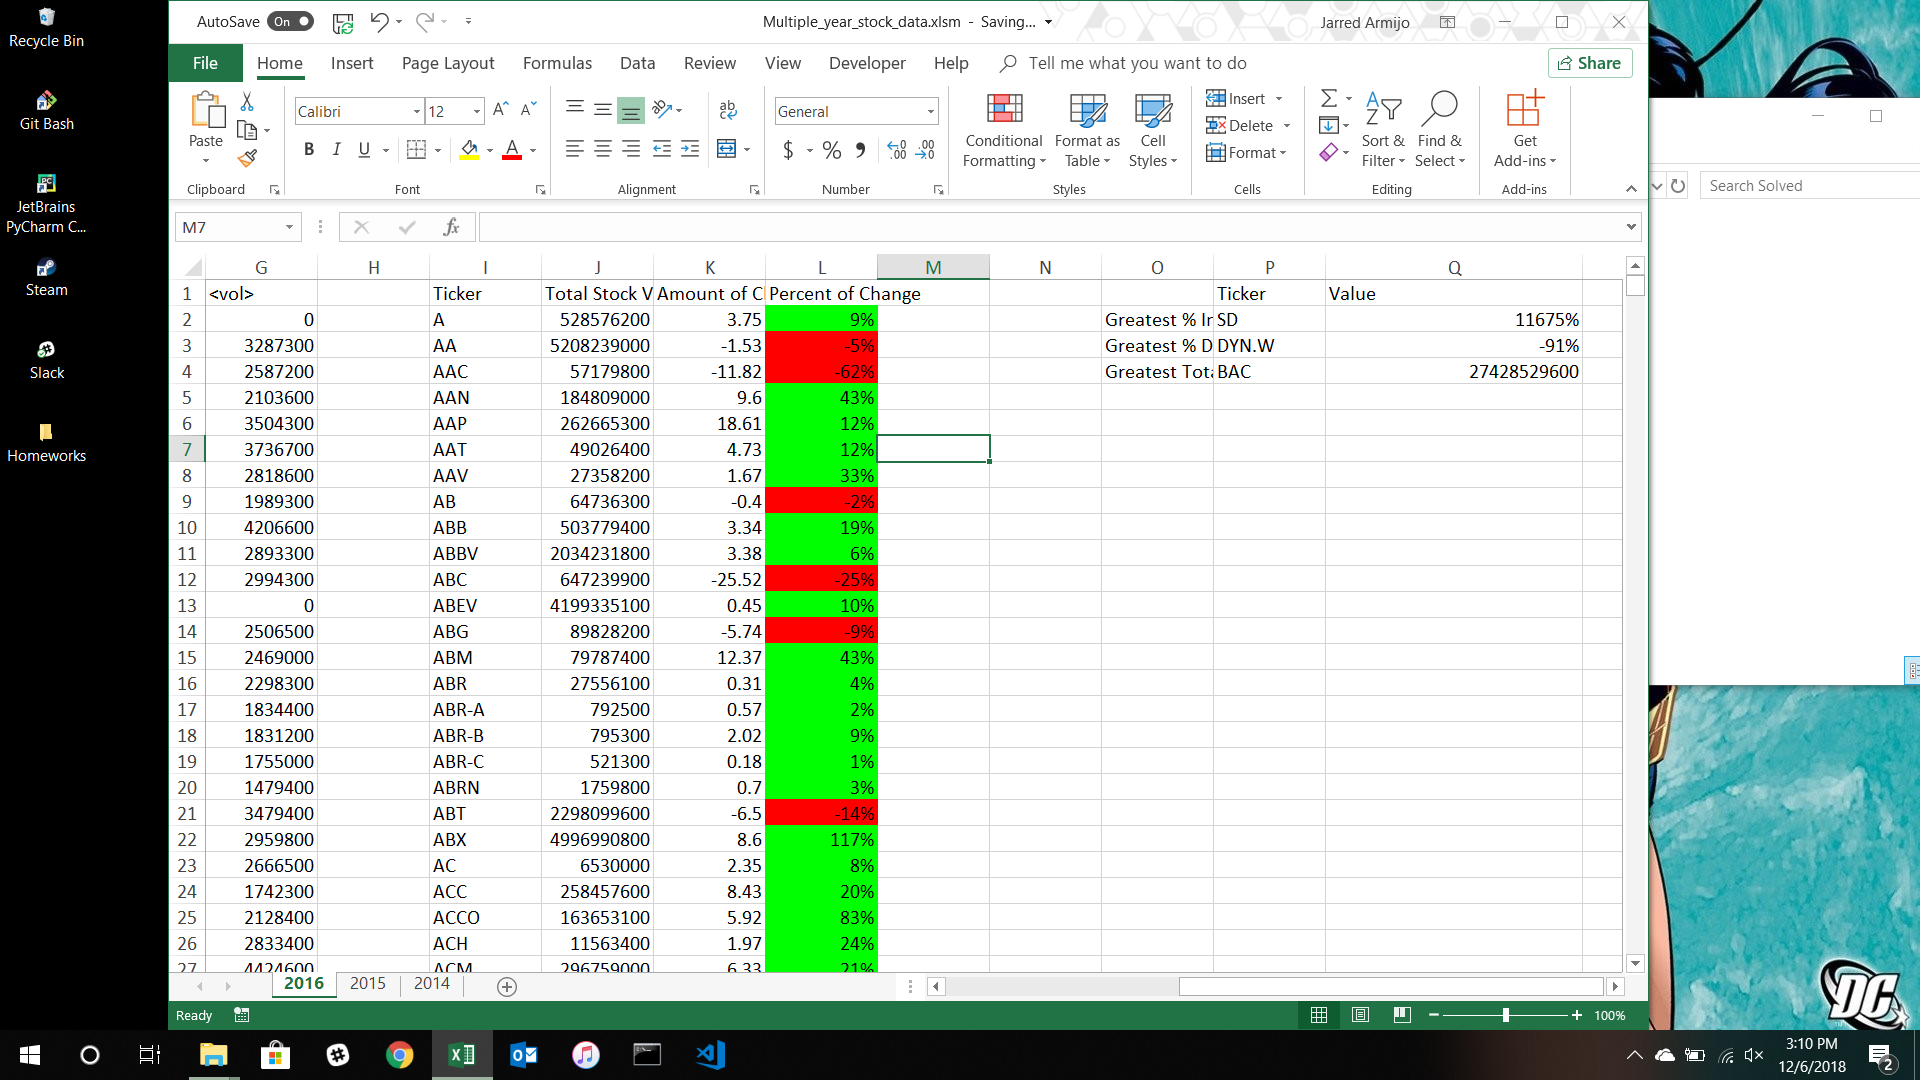 Recycle Bin
Git Bash
JetBrains
PyCharm C...
Steam
Slack
Homeworks
AutoSave On
Multiple_year_stock_data.xlsm - Saving...
Jarred Armijo
File Home Insert Page Layout Formulas Data Review View Developer Help Tell me what you want to do Share
Paste
Clipboard
Calibri 12
B I U A
Font
ab
Alignment
General
$ % 9 .00
Number
Conditional Formatting
Format as Table
Cell Styles
Styles
Insert
Delete
Format
Cells
Sort & Filter
Find & Select
Editing
Get Add-ins
Add-ins
Search Solved
M7 fx
G H I J K L M N O P Q
1 <vol> Ticker Total Stock V Amount of Cl Percent of Change Ticker Value
2 0 A 528576200 3.75 9% Greatest % Ir SD 11675%
3 3287300 AA 5208239000 -1.53 -5% Greatest % D DYN.W -91%
4 2587200 AAC 57179800 -11.82 -62% Greatest Tota BAC 27428529600
5 2103600 AAN 184809000 9.6 43%
6 3504300 AAP 262665300 18.61 12%
7 3736700 AAT 49026400 4.73 12%
8 2818600 AAV 27358200 1.67 33%
9 1989300 AB 64736300 -0.4 -2%
10 4206600 ABB 503779400 3.34 19%
11 2893300 ABBV 2034231800 3.38 6%
12 2994300 ABC 647239900 -25.52 -25%
13 0 ABEV 4199335100 0.45 10%
14 2506500 ABG 89828200 -5.74 -9%
15 2469000 ABM 79787400 12.37 43%
16 2298300 ABR 27556100 0.31 4%
17 1834400 ABR-A 792500 0.57 2%
18 1831200 ABR-B 795300 2.02 9%
19 1755000 ABR-C 521300 0.18 1%
20 1479400 ABRN 1759800 0.7 3%
21 3479400 ABT 2298099600 -6.5 -14%
22 2959800 ABX 4996990800 8.6 117%
23 2666500 AC 6530000 2.35 8%
24 1742300 ACC 258457600 8.43 20%
25 2128400 ACCO 163653100 5.92 83%
26 2833400 ACH 11563400 1.97 24%
27 4424600 ACM 296759000 6.33 21%
2016 2015 2014
Ready
100%
DC
3:10 PM
12/6/2018
2